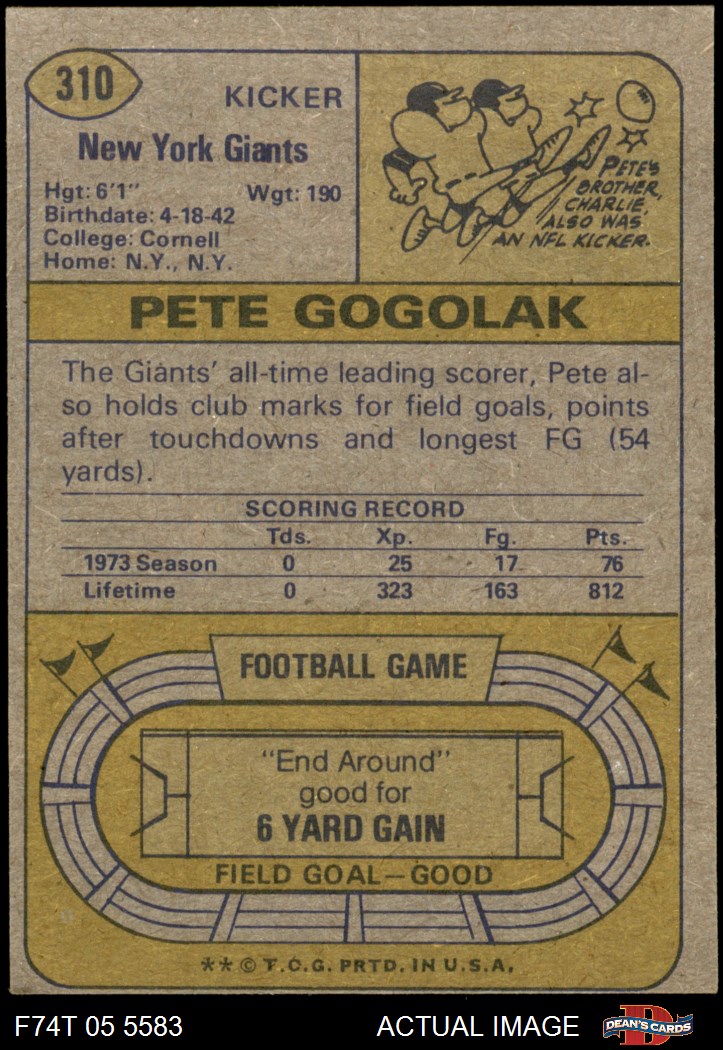 310
KICKER
New York Giants
Hgt: 6'1" Wgt: 190
Birthdate: 4-18-42
College: Cornell
Home: N.Y., N.Y.
PETE'S
BROTHER,
CHARLIE,
ALSO WAS
AN NFL KICKER.
PETE GOGOLAK
The Giants' all-time leading scorer, Pete al-
so holds club marks for field goals, points
after touchdowns and longest FG (54
yards).
SCORING RECORD
Tds. Xp. Fg. Pts.
1973 Season 0 25 17 76
Lifetime 0 323 163 812
FOOTBALL GAME
"End Around"
good for
6 YARD GAIN
FIELD GOAL—GOOD
** © T.C.G. PRTD. IN U.S.A.
F74T 05 5583 ACTUAL IMAGE
D
DEAN'S CARDS